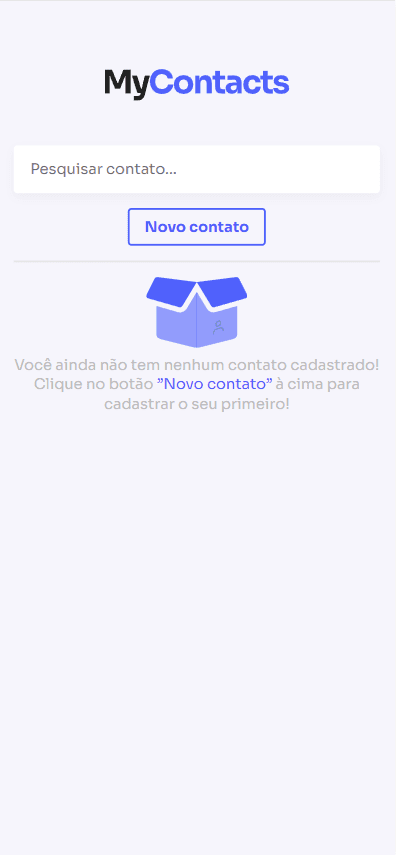 MyContacts
Pesquisar contato...
Novo contato
Você ainda não tem nenhum contato cadastrado!
Clique no botão ”Novo contato” à cima para
cadastrar o seu primeiro!